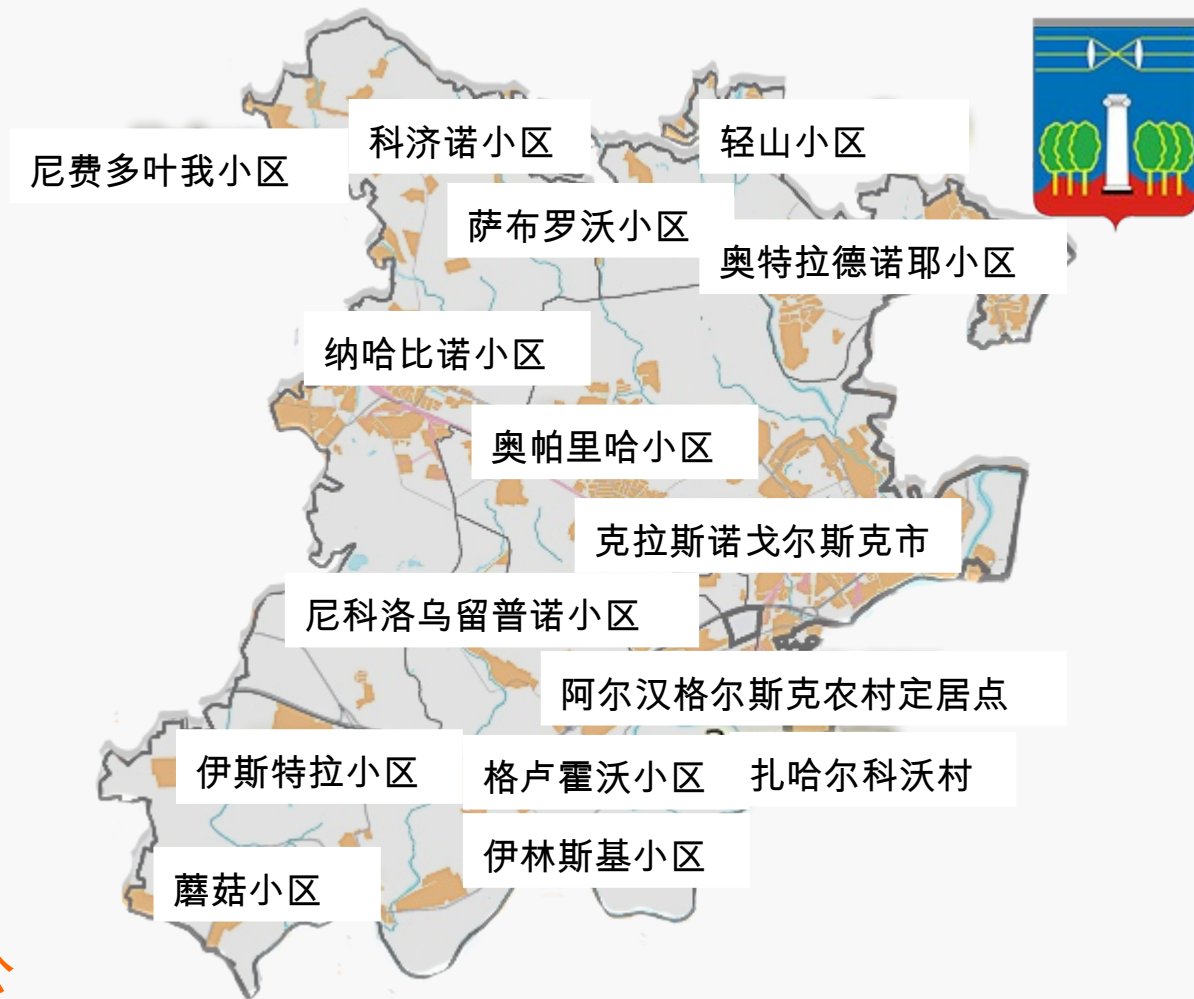 科济诺小区
轻山小区
尼费多叶我小区
萨布罗沃小区
奥特拉德诺耶小区
纳哈比诺小区
奥帕里哈小区
克拉斯诺戈尔斯克市
尼科洛乌留普诺小区
阿尔汉格尔斯克农村定居点
伊斯特拉小区
格卢霍沃小区
扎哈尔科沃村
伊林斯基小区
蘑菇小区